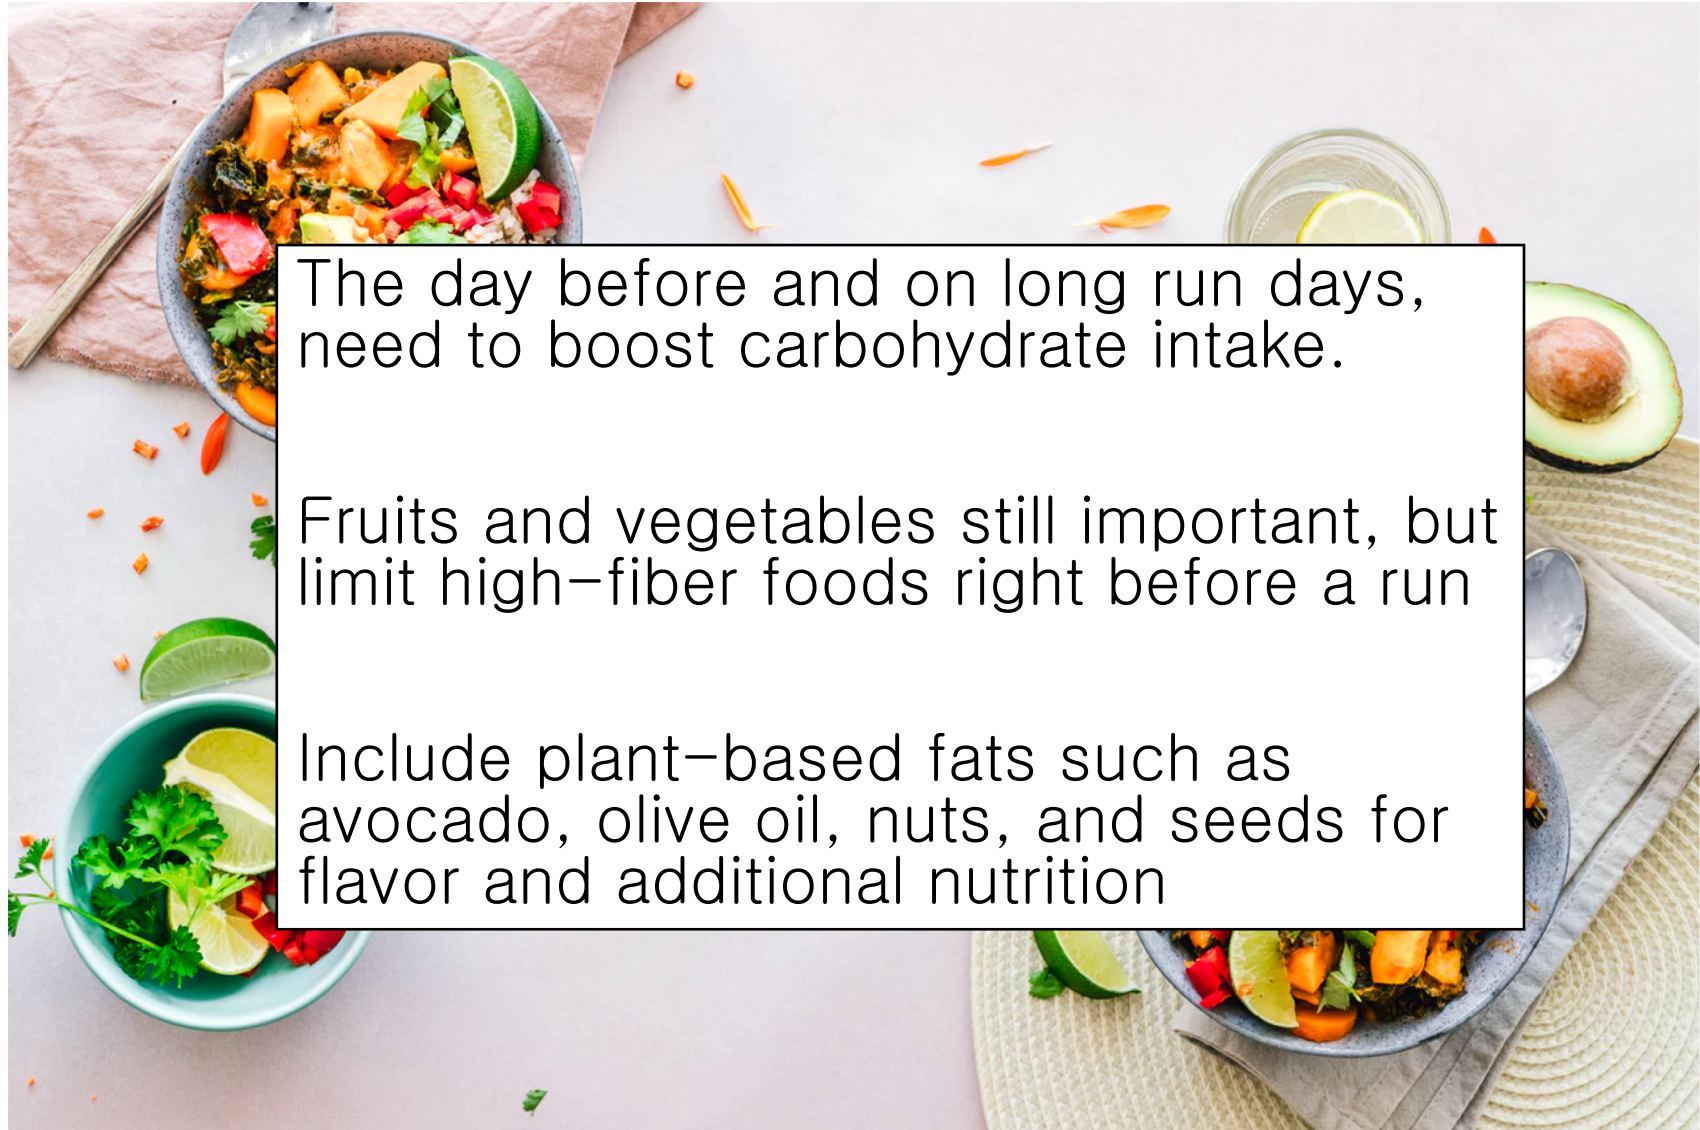 The day before and on long run days,
need to boost carbohydrate intake.
Fruits and vegetables still important, but
limit high-fiber foods right before a run
Include plant-based fats such as
avocado, olive oil, nuts, and seeds for
flavor and additional nutrition